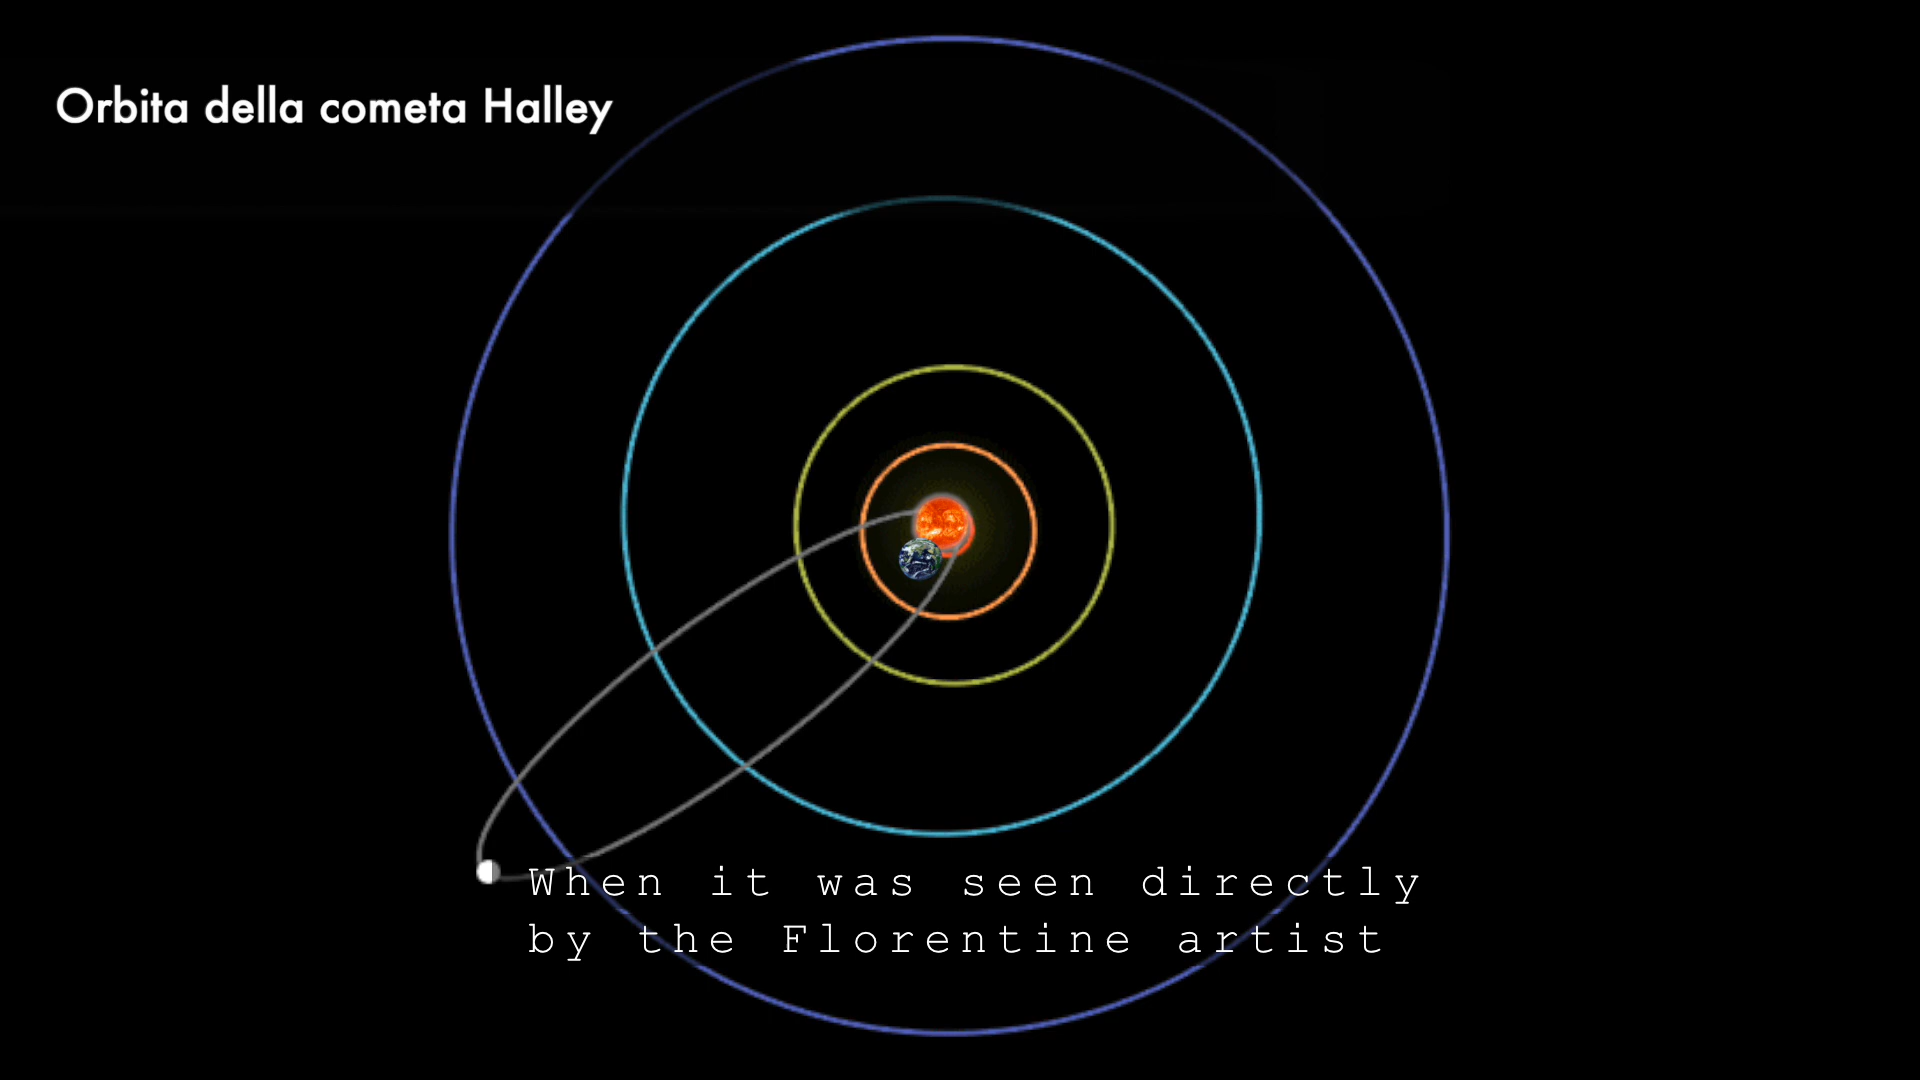 Orbita della cometa Halley
When it was seen directly
by the Florentine artist